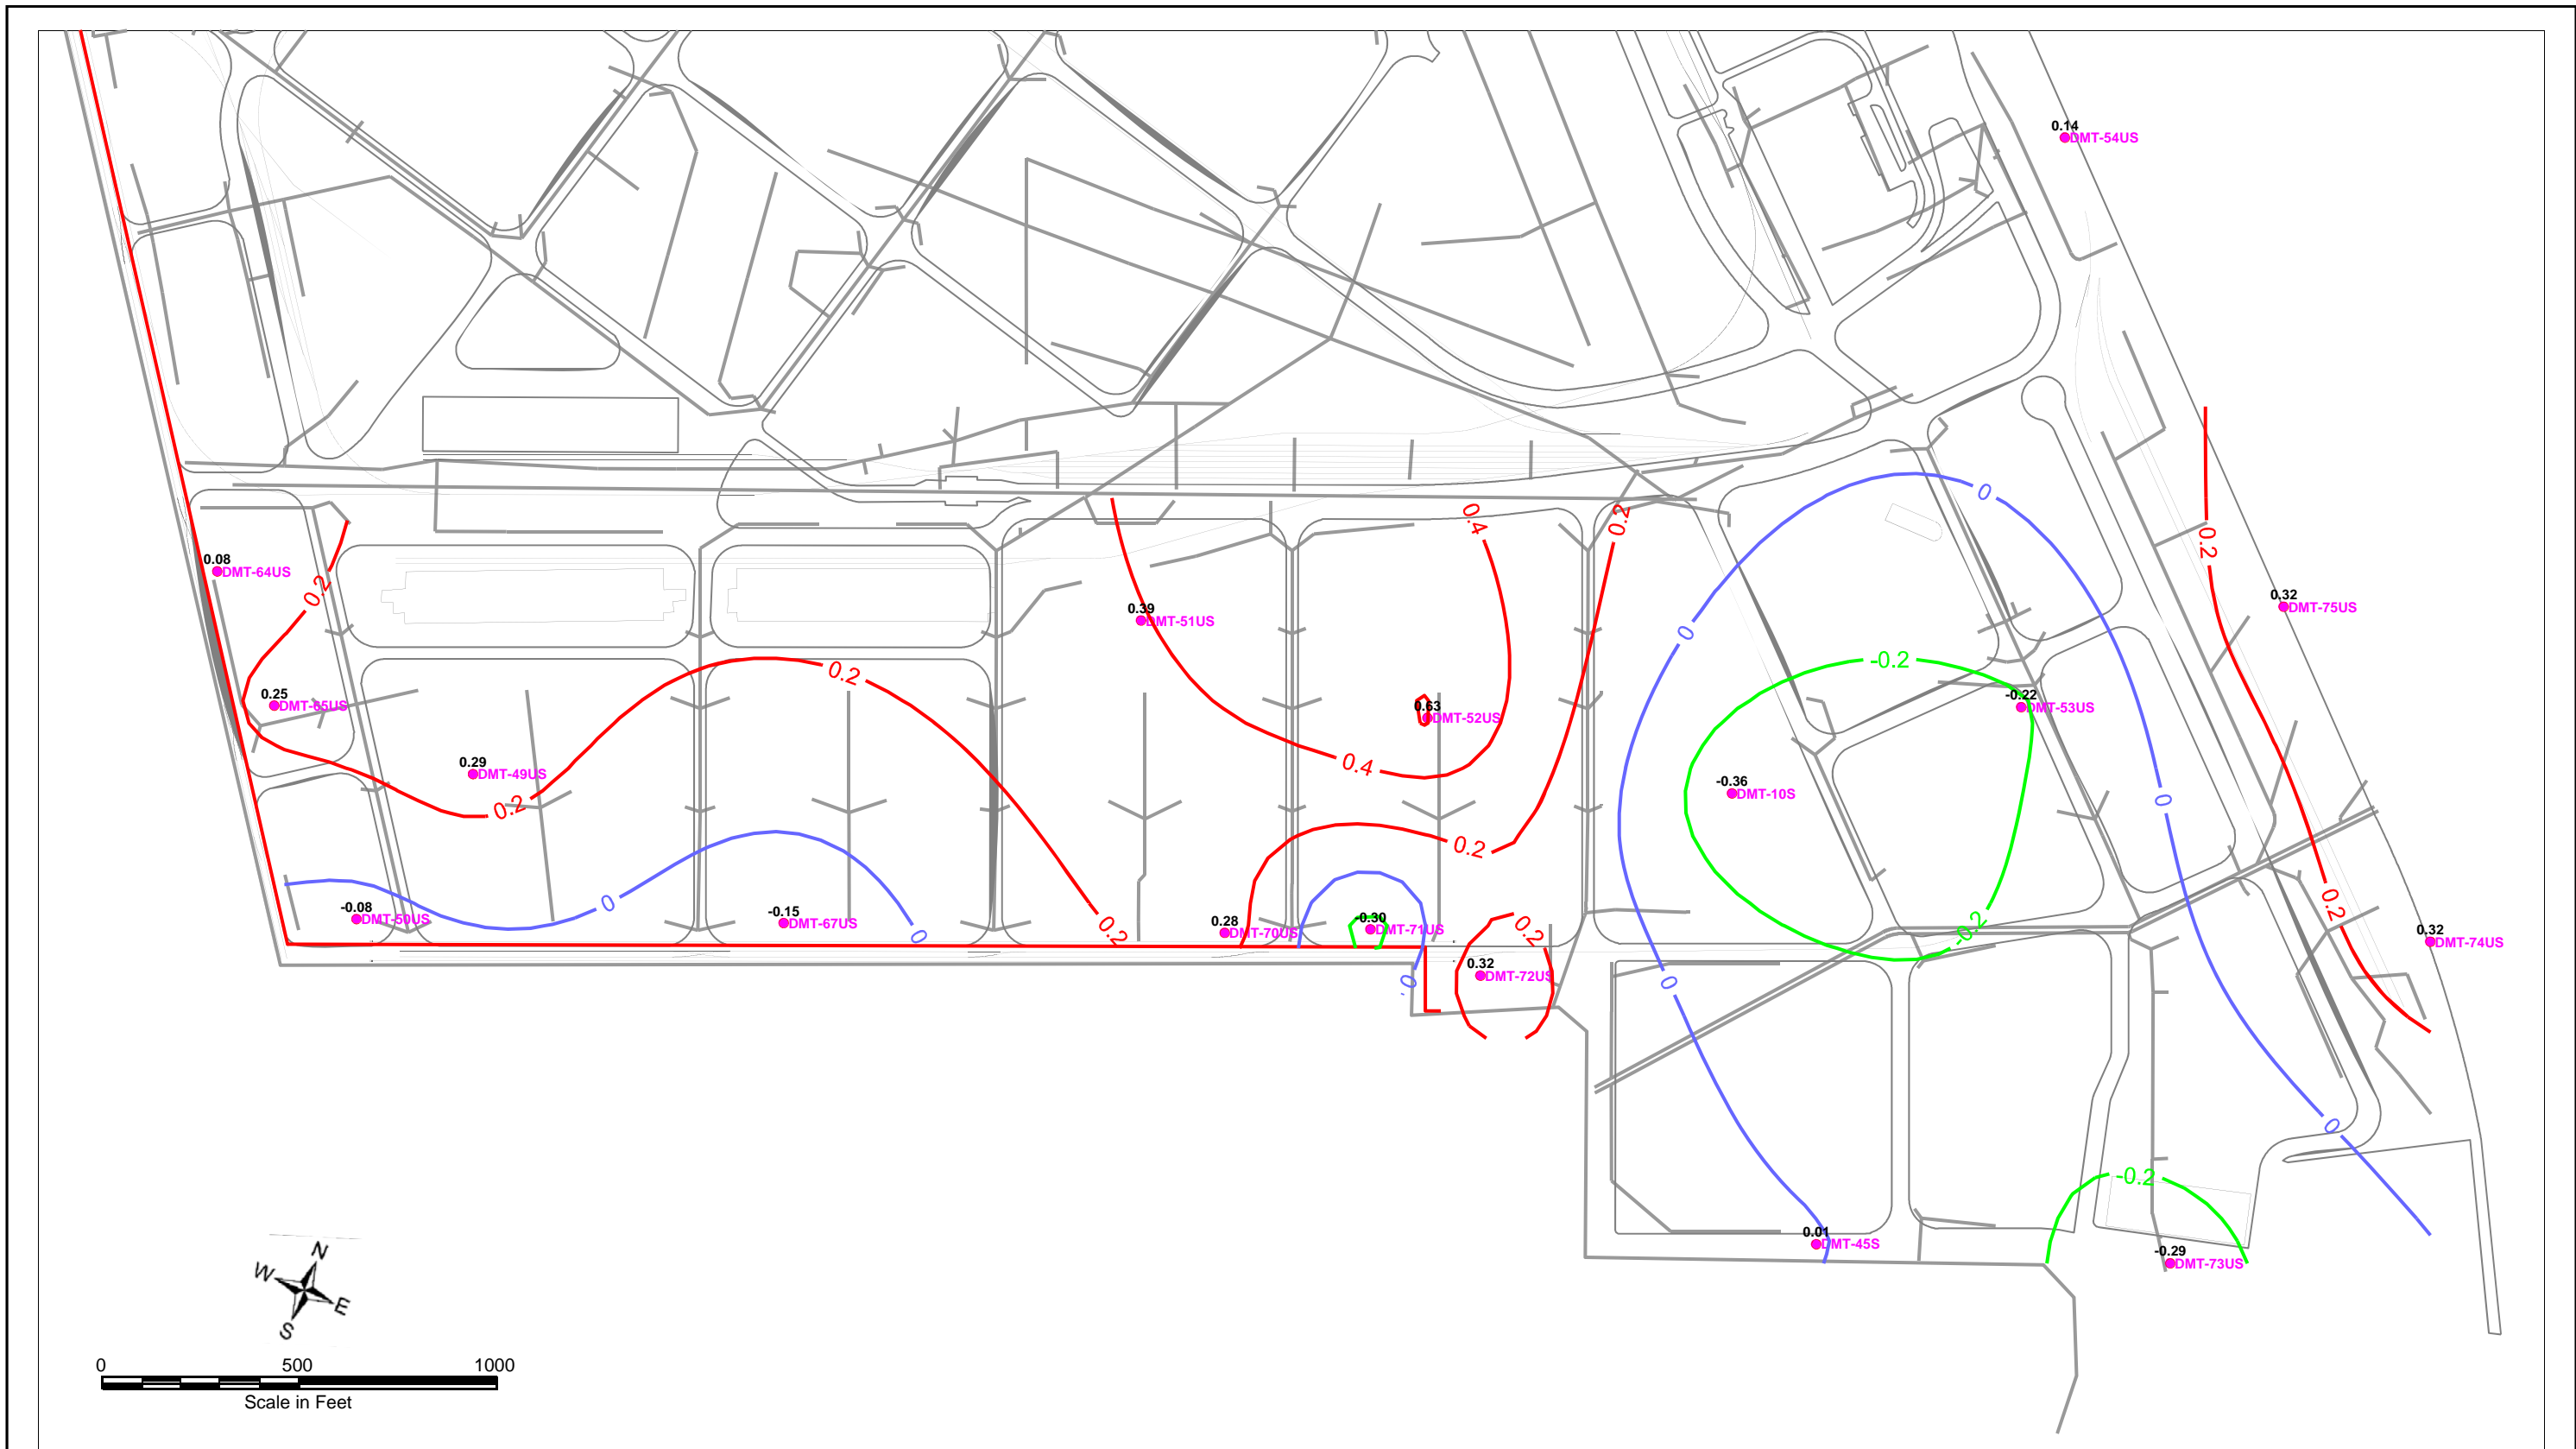 0.14
DMT-54US
0
0.4
0.2
0.2
0.08
DMT-64US
0.2
0.39
DMT-51US
0.32
DMT-75US
0
-0.2
0.2
0.25
DMT-65US
-0.22
DMT-53US
0.63
DMT-52US
0.4
0.29
DMT-49US
-0.36
DMT-10S
0
0.2
0.2
-0.08
DMT-50US
0
-0.15
DMT-67US
0
0.2
0.28
DMT-70US
-0.30
DMT-71US
0.2
-0.2
0.2
0.32
DMT-74US
0.32
DMT-72US
0
0
0
-0.2
0.01
DMT-45S
-0.29
DMT-73US
N
W
E
S
0 500 1000
Scale in Feet